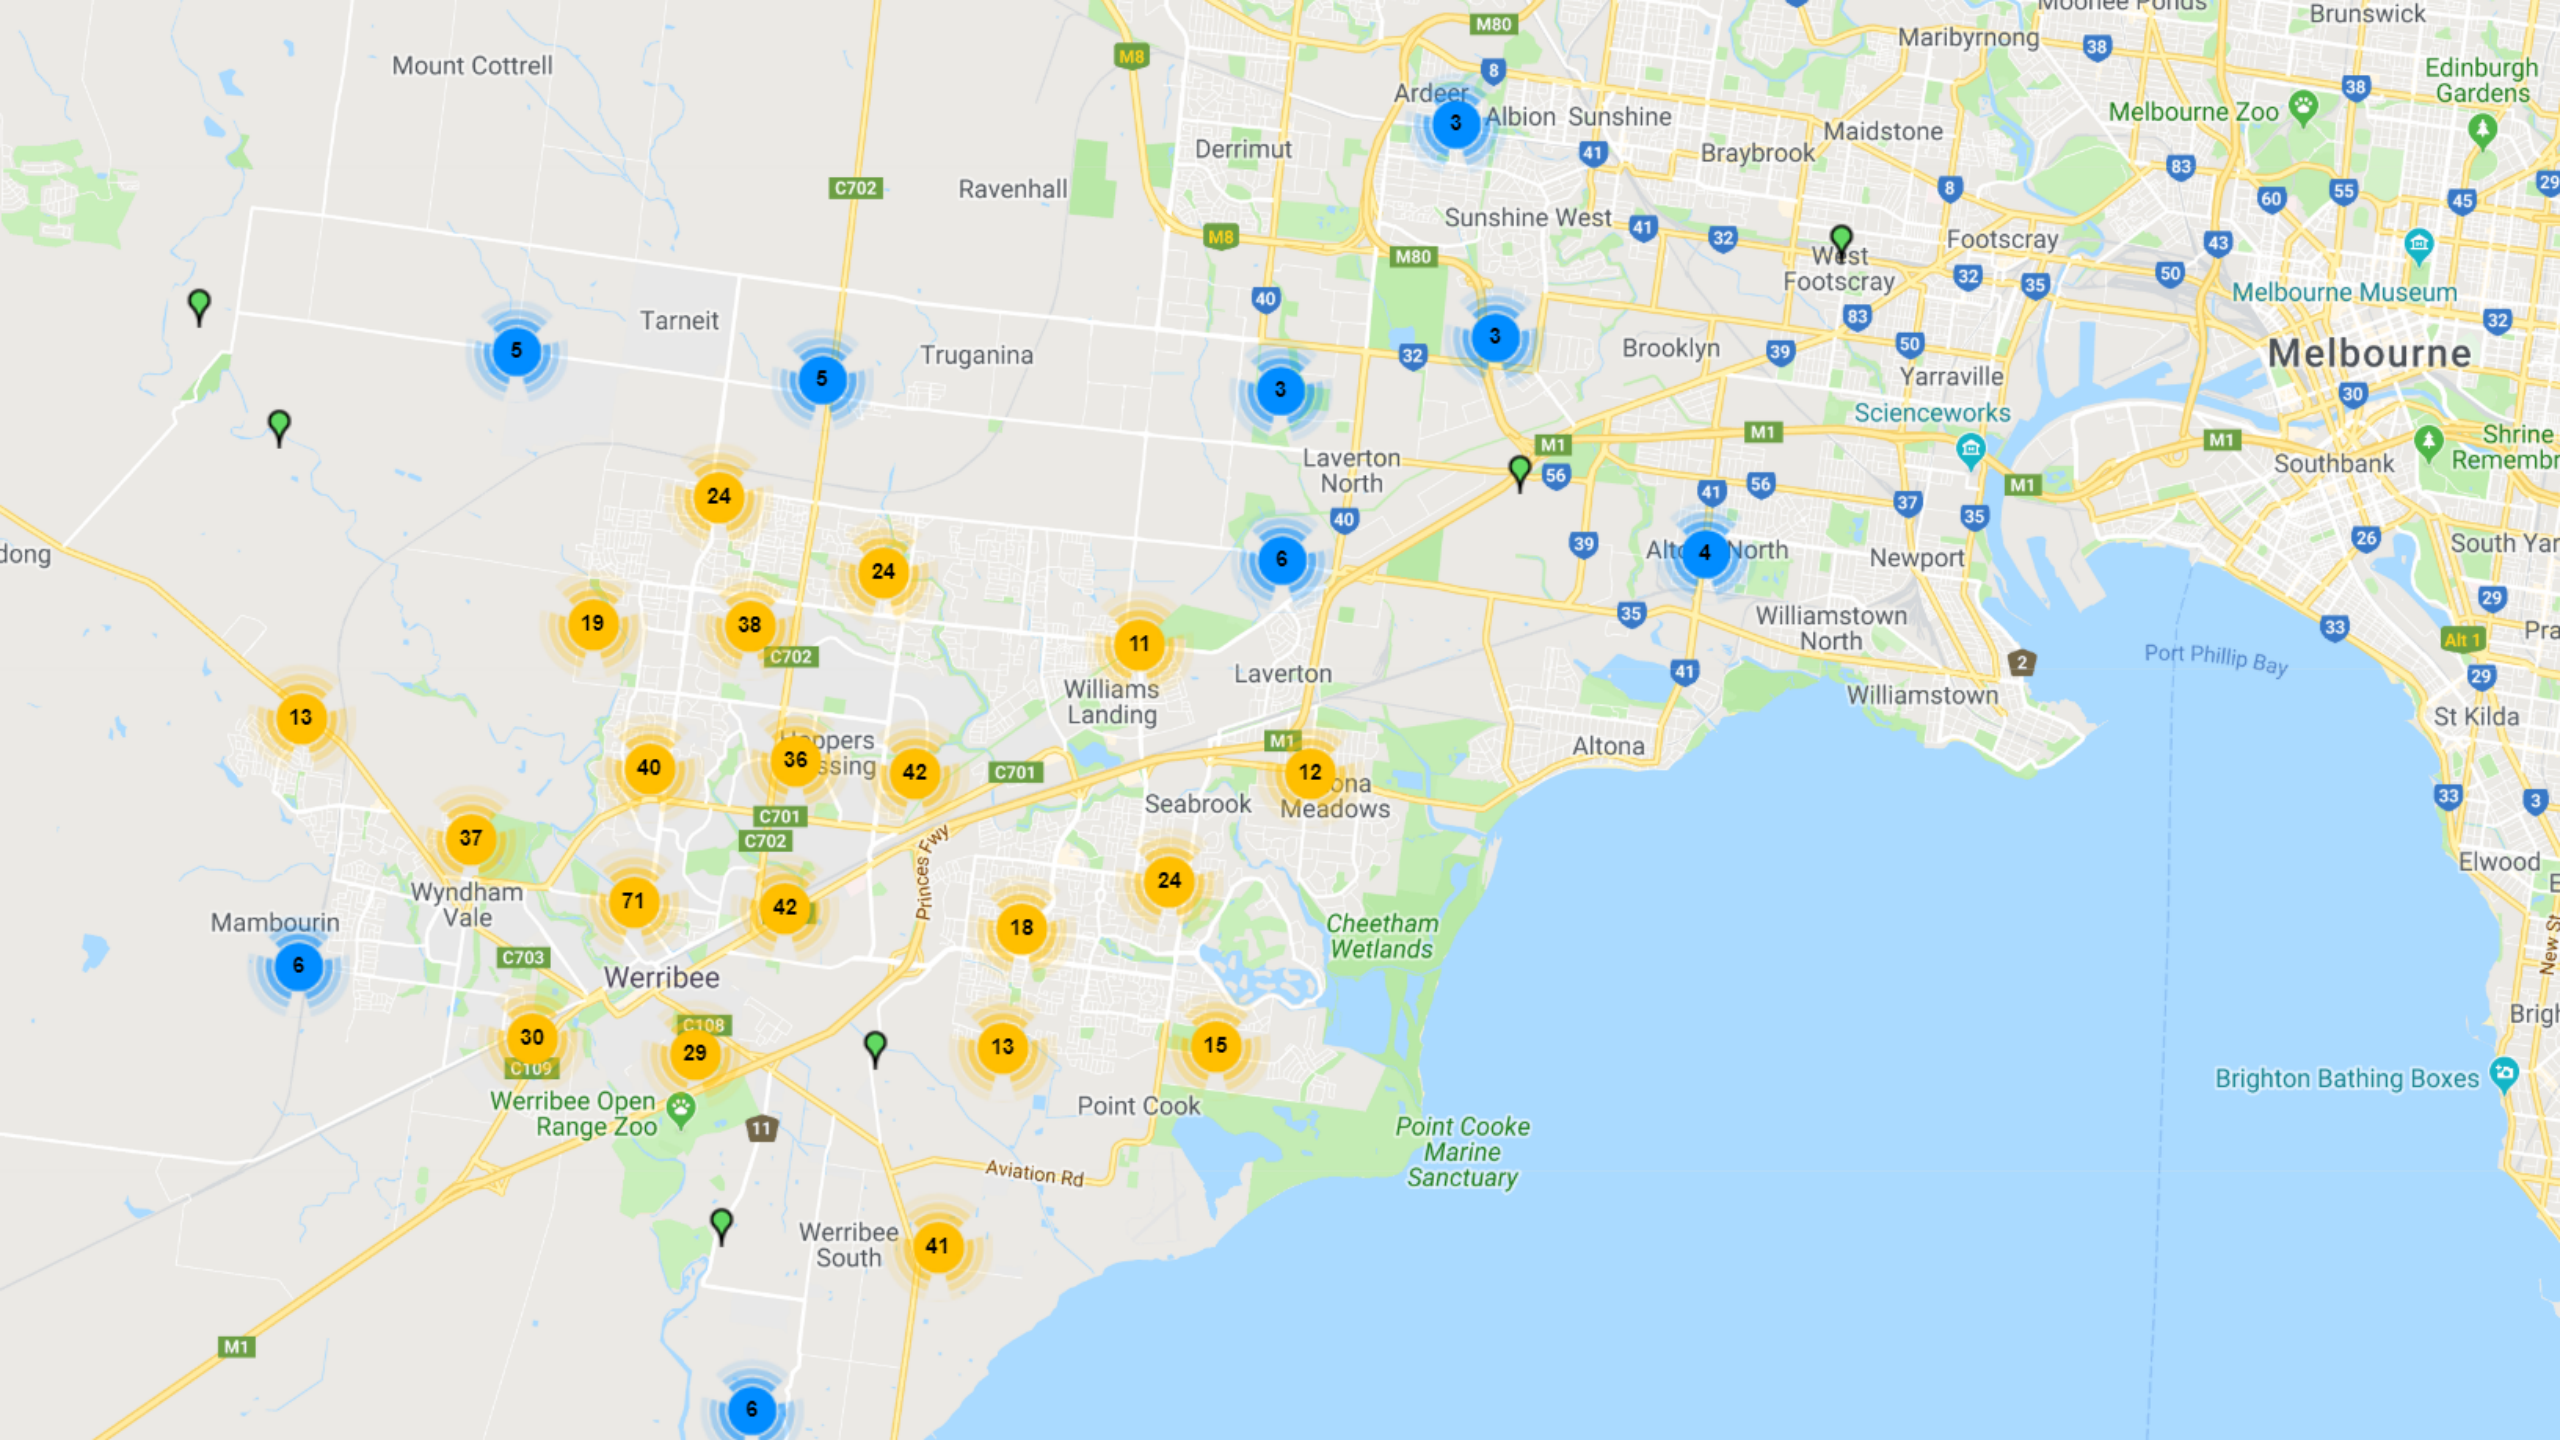 Moonee Ponds
Brunswick
M80
Maribyrnong
38
M8
Mount Cottrell
8
Edinburgh
Gardens
38
Ardeer
Melbourne Zoo
3
Albion
Sunshine
Maidstone
Derrimut
41
Braybrook
83
29
C702
Ravenhall
8
60
55
45
Sunshine West
41
32
M8
M80
West
Footscray
Footscray
43
32
50
35
40
Melbourne Museum
83
32
Tarneit
5
3
Truganina
32
Brooklyn
39
50
Melbourne
5
3
Yarraville
30
Scienceworks
M1
M1
M1
Shrine
Laverton
North
56
Southbank
24
41
56
M1
37
40
35
dong
39
Alto
4
North
Newport
26
6
24
29
19
38
35
Williamstown
North
33
Alt 1
11
C702
Laverton
41
2
Port Phillip Bay
29
Williams
Landing
Williamstown
13
St Kilda
M1
Altona
36
ssing
40
42
C701
12
ona
Meadows
33
3
Seabrook
C701
37
C702
Princes Fwy
Elwood
24
Wyndham
Vale
71
42
Mambourin
18
Cheetham
Wetlands
C703
6
Werribee
30
C108
29
13
15
C109
Brighton Bathing Boxes
Werribee Open
Range Zoo
11
Point Cook
Point Cooke
Marine
Sanctuary
Aviation Rd
Werribee
South
41
M1
6